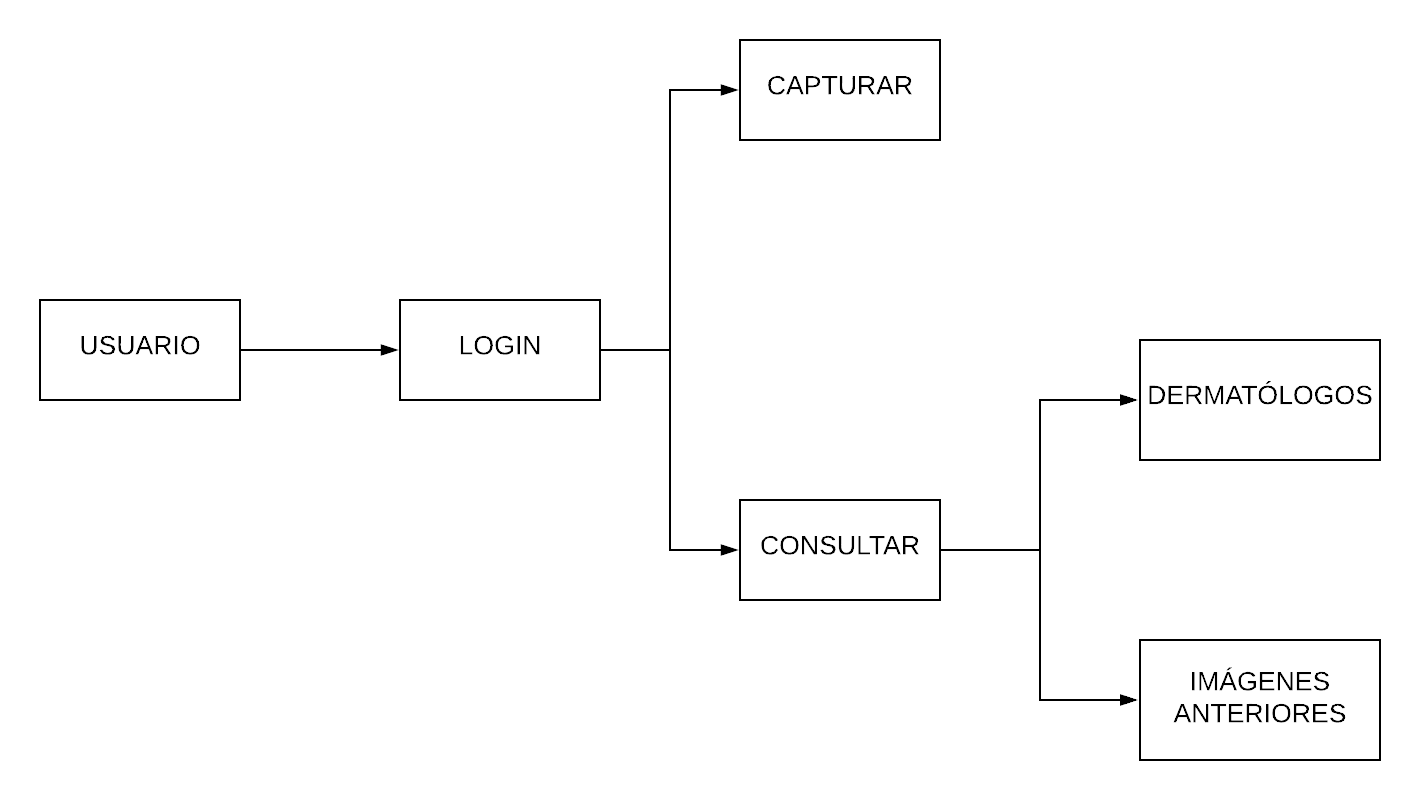 CAPTURAR
USUARIO
LOGIN
DERMATÓLOGOS
CONSULTAR
IMÁGENES
ANTERIORES